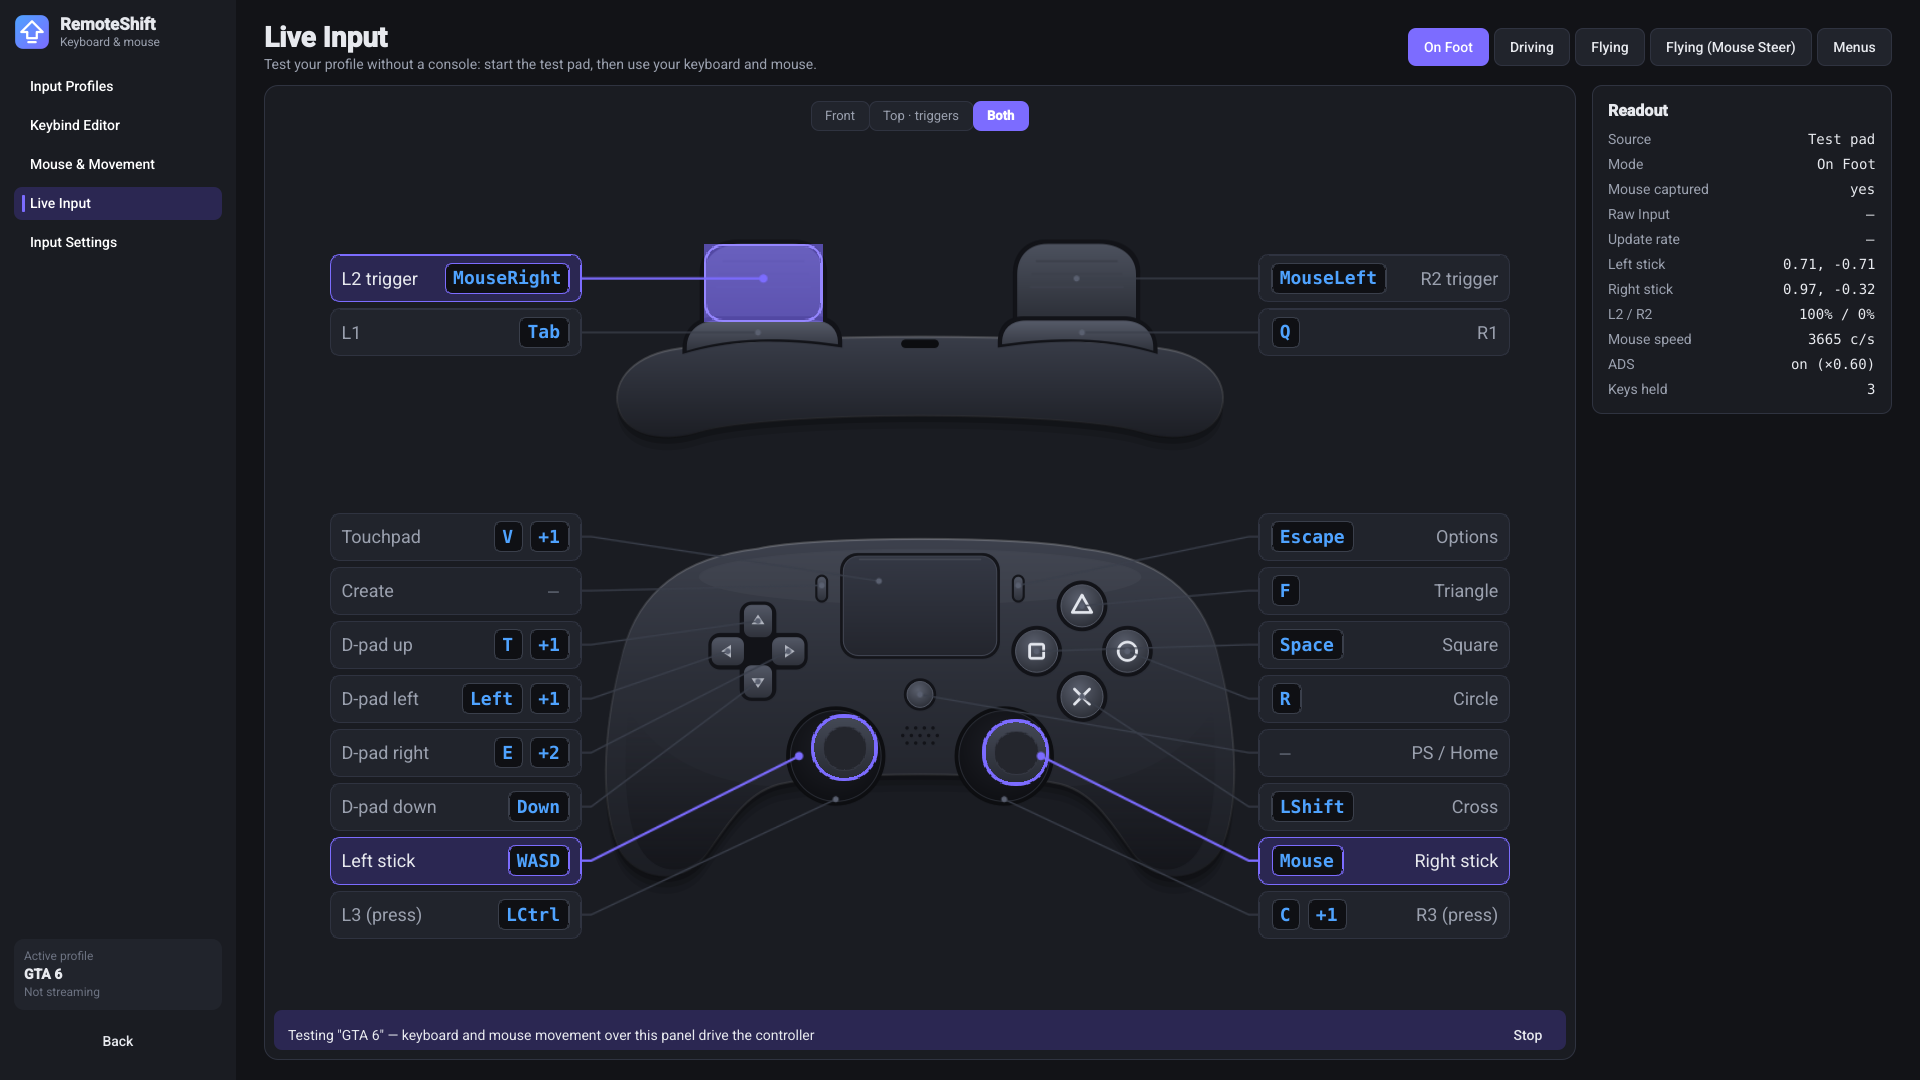 RemoteShift
Keyboard & mouse
Input Profiles
Keybind Editor
Mouse & Movement
Live Input
Input Settings
Active profile
GTA 6
Not streaming
Back
Live Input
Test your profile without a console: start the test pad, then use your keyboard and mouse.
On Foot
Driving
Flying
Flying (Mouse Steer)
Menus
Front
Top · triggers
Both
L2 trigger MouseRight
L1 Tab
MouseLeft R2 trigger
Q R1
Touchpad V +1
Create –
D-pad up T +1
D-pad left Left +1
D-pad right E +2
D-pad down Down
Left stick WASD
L3 (press) LCtrl
Escape Options
F Triangle
Space Square
R Circle
– PS / Home
LShift Cross
Mouse Right stick
C +1 R3 (press)
Testing "GTA 6" — keyboard and mouse movement over this panel drive the controller
Stop
Readout
Source Test pad
Mode On Foot
Mouse captured yes
Raw Input –
Update rate –
Left stick 0.71, -0.71
Right stick 0.97, -0.32
L2 / R2 100% / 0%
Mouse speed 3665 c/s
ADS on (×0.60)
Keys held 3